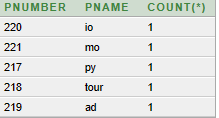 PNUMBER PNAME COUNT(*)
220 io 1
221 mo 1
217 py 1
218 tour 1
219 ad 1